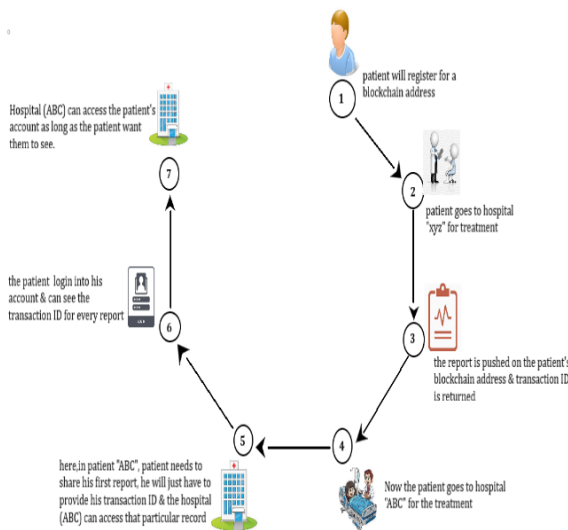 1
patient will register for a
blockchain address
2
patient goes to hospital
"xyz" for treatment
3
the report is pushed on the patient's
blockchain address & transaction ID
is returned
4
Now the patient goes to hospital
"ABC" for the treatment
5
here,in patient "ABC", patient needs to
share his first report, he will just have to
provide his transaction ID & the hospital
(ABC) can access that particular record
6
the patient login into his
account & can see the
transaction ID for every report
7
Hospital (ABC) can access the patient's
account as long as the patient want
them to see.